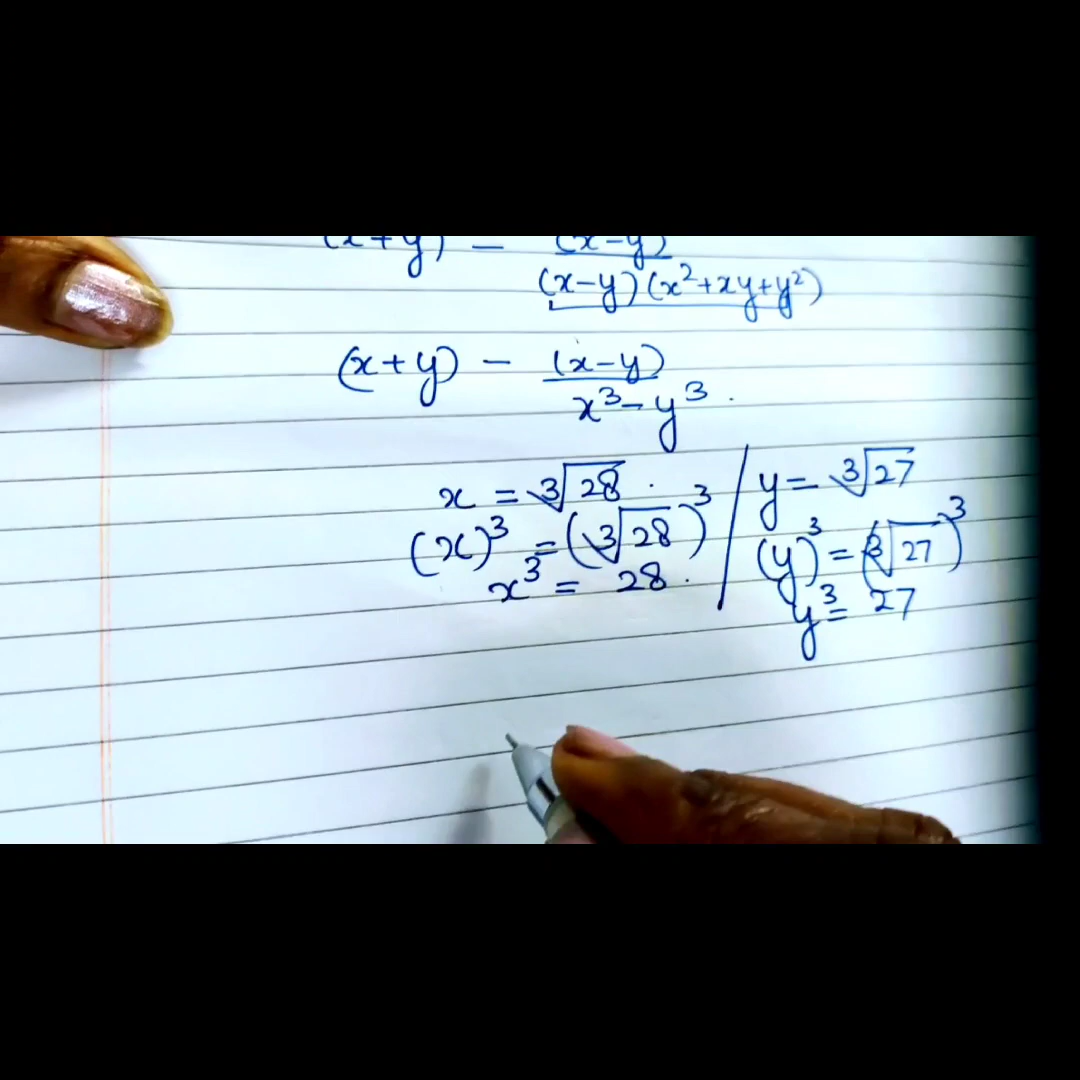 (x+y) − (x−y)
(x−y)(x²+xy+y²)
(x+y) − (x−y)
x³−y³.
x = ∛28. / y = ∛27
(x)³ = (∛28)³ / (y)³ = (∛27)³
x³ = 28. / y³ = 27